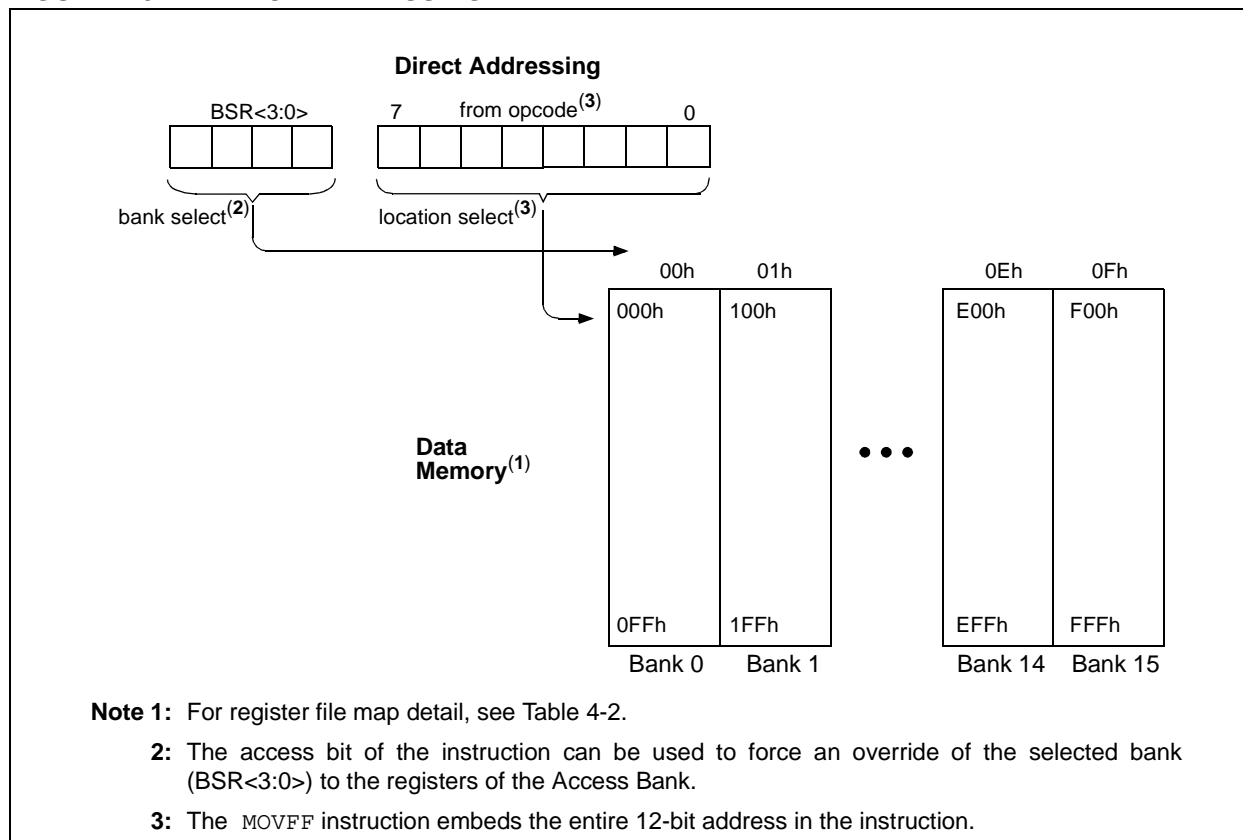 Direct Addressing
BSR<3:0> 7 from opcode(3) 0
bank select(2) location select(3)
00h 01h 0Eh 0Fh
000h 100h E00h F00h
Data
Memory(1)
0FFh 1FFh EFFh FFFh
Bank 0 Bank 1 Bank 14 Bank 15
Note 1: For register file map detail, see Table 4-2.
2: The access bit of the instruction can be used to force an override of the selected bank
(BSR<3:0>) to the registers of the Access Bank.
3: The MOVFF instruction embeds the entire 12-bit address in the instruction.